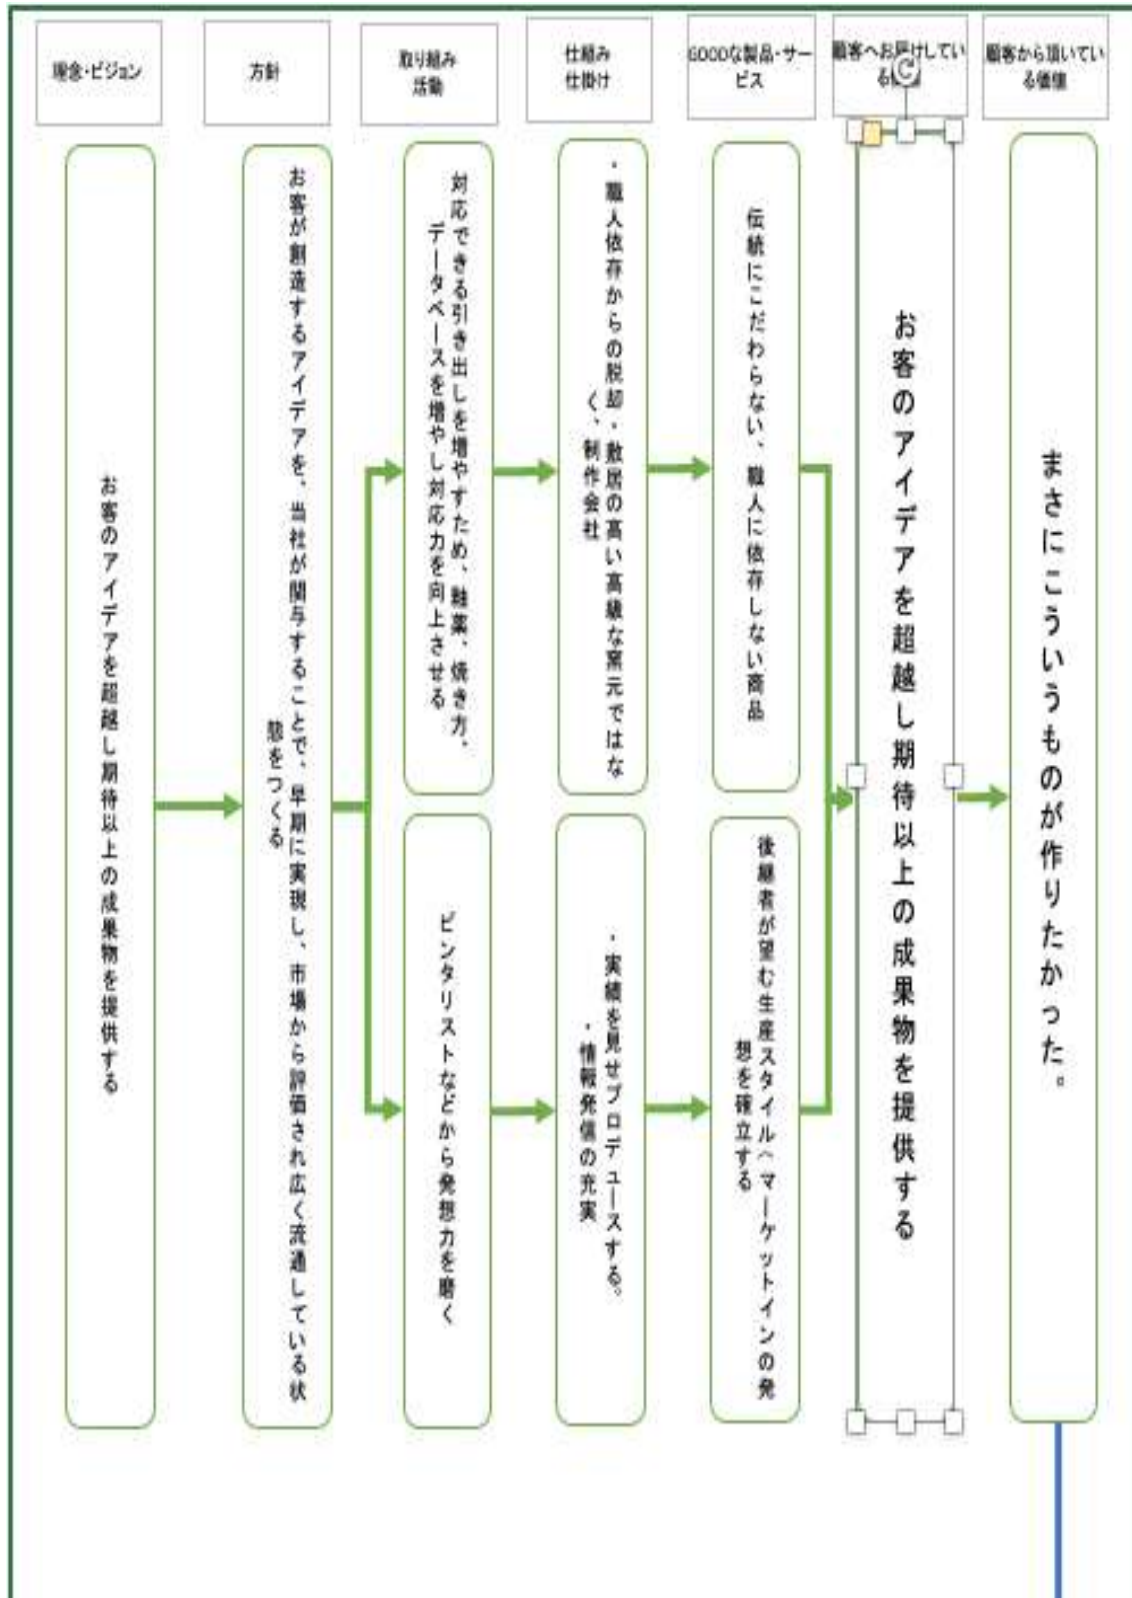 理念・ビジョン
方針
取り組み
活動
仕組み
仕掛け
GOODな製品・サー
ビス
顧客へお届けしてい
る
顧客から頂いてい
る価値
お客のアイデアを超越し期待以上の成果物を提供する
お客が創造するアイデアを、当社が関与することで、早期に実現し、市場から評価され広く流通している状
態をつくる
対応できる引き出しを増やすため、釉薬、焼き方、
データベースを増やし対応力を向上させる
ピンタリストなどから発想力を磨く
・職人依存からの脱却・敷居の高い高級な窯元ではな
く、制作会社
・実績を見せプロデュースする。
・情報発信の充実
伝統にこだわらない、職人に依存しない商品
後継者が望む生産スタイルへマーケットインの発
想を確立する
お客のアイデアを超越し期待以上の成果物を提供する
まさにこういうものが作りたかった。